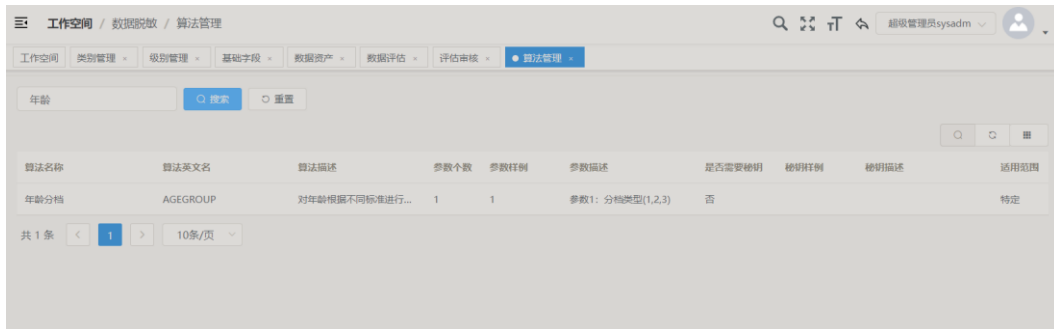 工作空间 / 数据脱敏 / 算法管理
超级管理员sysadm
工作空间 类别管理 × 级别管理 × 基础字段 × 数据资产 × 数据评估 × 评估审核 × 算法管理 ×
年龄 搜索 重置
算法名称 算法英文名 算法描述 参数个数 参数样例 参数描述 是否需要秘钥 秘钥样例 秘钥描述 适用范围
年龄分档 AGEGROUP 对年龄根据不同标准进行... 1 1 参数1：分档类型(1,2,3) 否 特定
共 1 条 < 1 > 10条/页